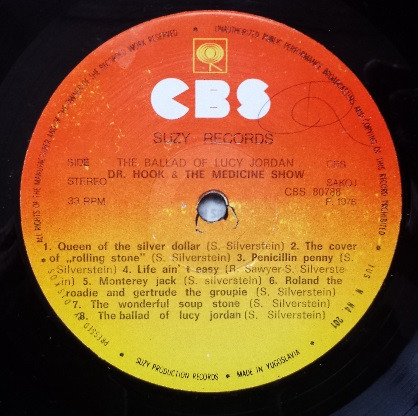 CBS
SUZY RECORDS
SIDE THE BALLAD OF LUCY JORDAN CBS
STEREO DR. HOOK & THE MEDICINE SHOW SAKOJ
CBS 80788
33 RPM P. 1976
1. Queen of the silver dollar (S. Silverstein) 2. The cover
of „rolling stone" (S. Silverstein) 3. Penicillin penny (S.
Silverstein) 4. Life ain't easy (R. Sawyer-S. Silverste-
in) 5. Monterey jack (S. Silverstein) 6. Roland the
roadie and gertrude the groupie (S. Silverstein)
7. The wonderful soup stone (S. Silverstein)
8. The ballad of lucy jordan (S. Silverstein)
SUZY PRODUCTION RECORDS • MADE IN YUGOSLAVIA